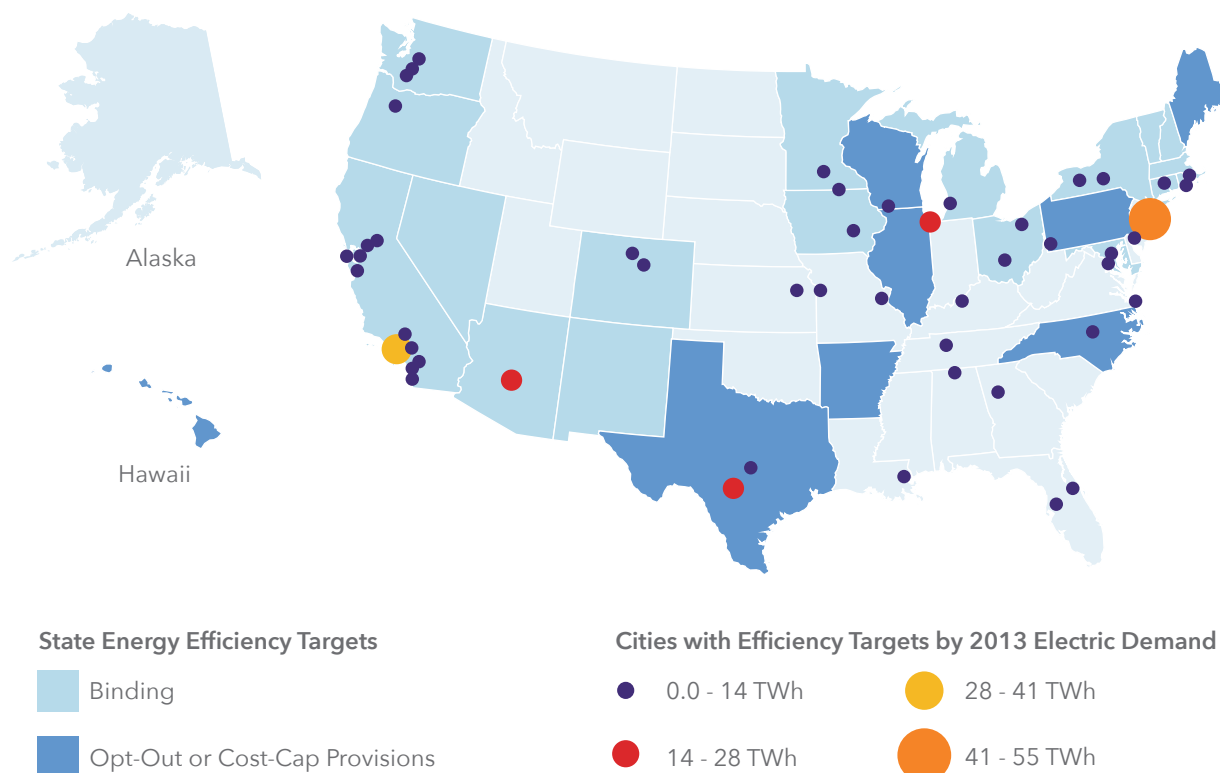 Alaska
Hawaii
State Energy Efficiency Targets
Binding
Opt-Out or Cost-Cap Provisions
Cities with Efficiency Targets by 2013 Electric Demand
0.0 - 14 TWh
14 - 28 TWh
28 - 41 TWh
41 - 55 TWh